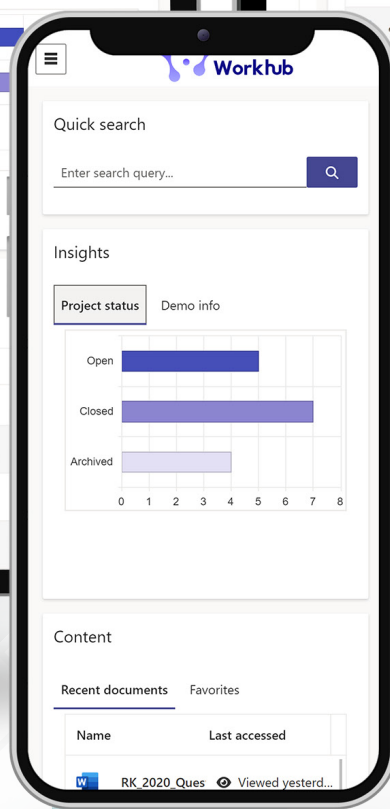 Workhub
Quick search
Enter search query...
Insights
Project status Demo info
Open
Closed
Archived
0 1 2 3 4 5 6 7 8
Content
Recent documents Favorites
Name Last accessed
W RK_2020_Ques Viewed yesterd...